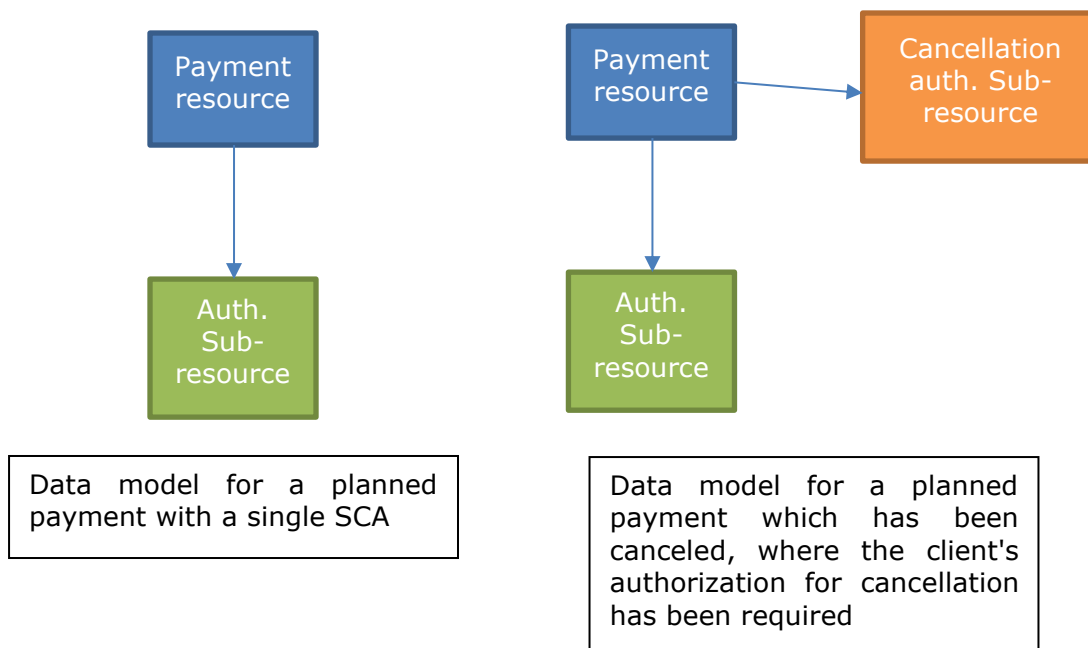 Payment
resource
Auth.
Sub-
resource
Data model for a planned
payment with a single SCA
Payment
resource
Cancellation
auth. Sub-
resource
Auth.
Sub-
resource
Data model for a planned
payment which has been
canceled, where the client's
authorization for cancellation
has been required